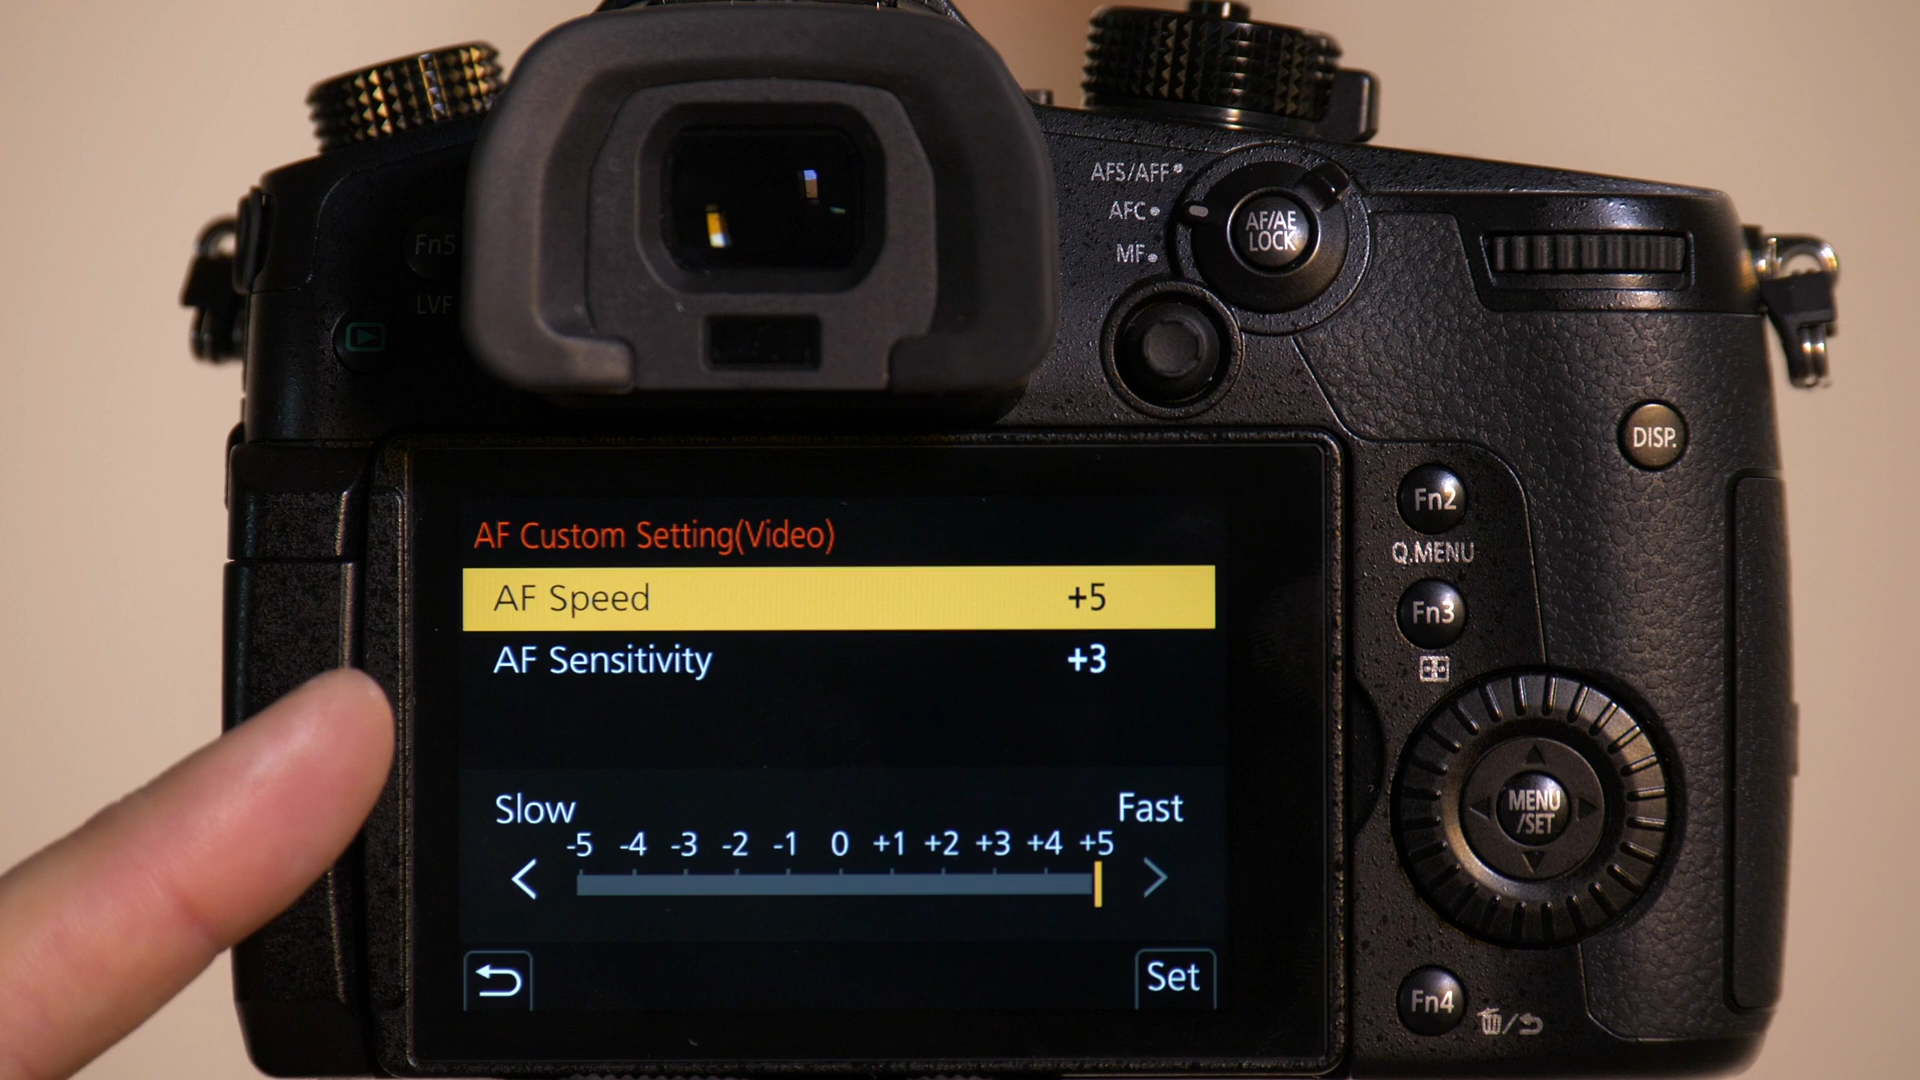 AFS/AFF
AFC
MF
AF/AE
LOCK
Fn5
LVF
DISP.
Fn2
Q.MENU
Fn3
AF Custom Setting(Video)
AF Speed +5
AF Sensitivity +3
Slow Fast
-5 -4 -3 -2 -1 0 +1 +2 +3 +4 +5
MENU
/SET
Set
Fn4